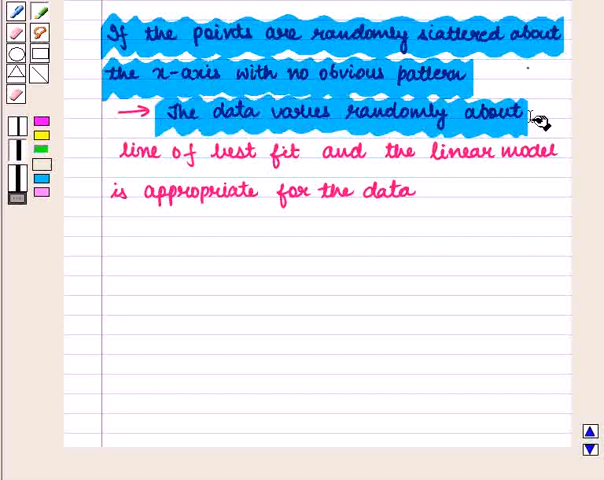 If the points are randomly scattered about
the x-axis with no obvious pattern
→ The data varies randomly about
line of best fit and the linear model
is appropriate for the data